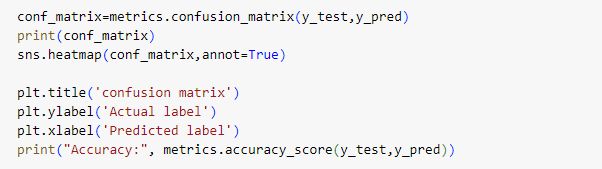 conf_matrix=metrics.confusion_matrix(y_test,y_pred)
print(conf_matrix)
sns.heatmap(conf_matrix,annot=True)
plt.title('confusion matrix')
plt.ylabel('Actual label')
plt.xlabel('Predicted label')
print("Accuracy:", metrics.accuracy_score(y_test,y_pred))